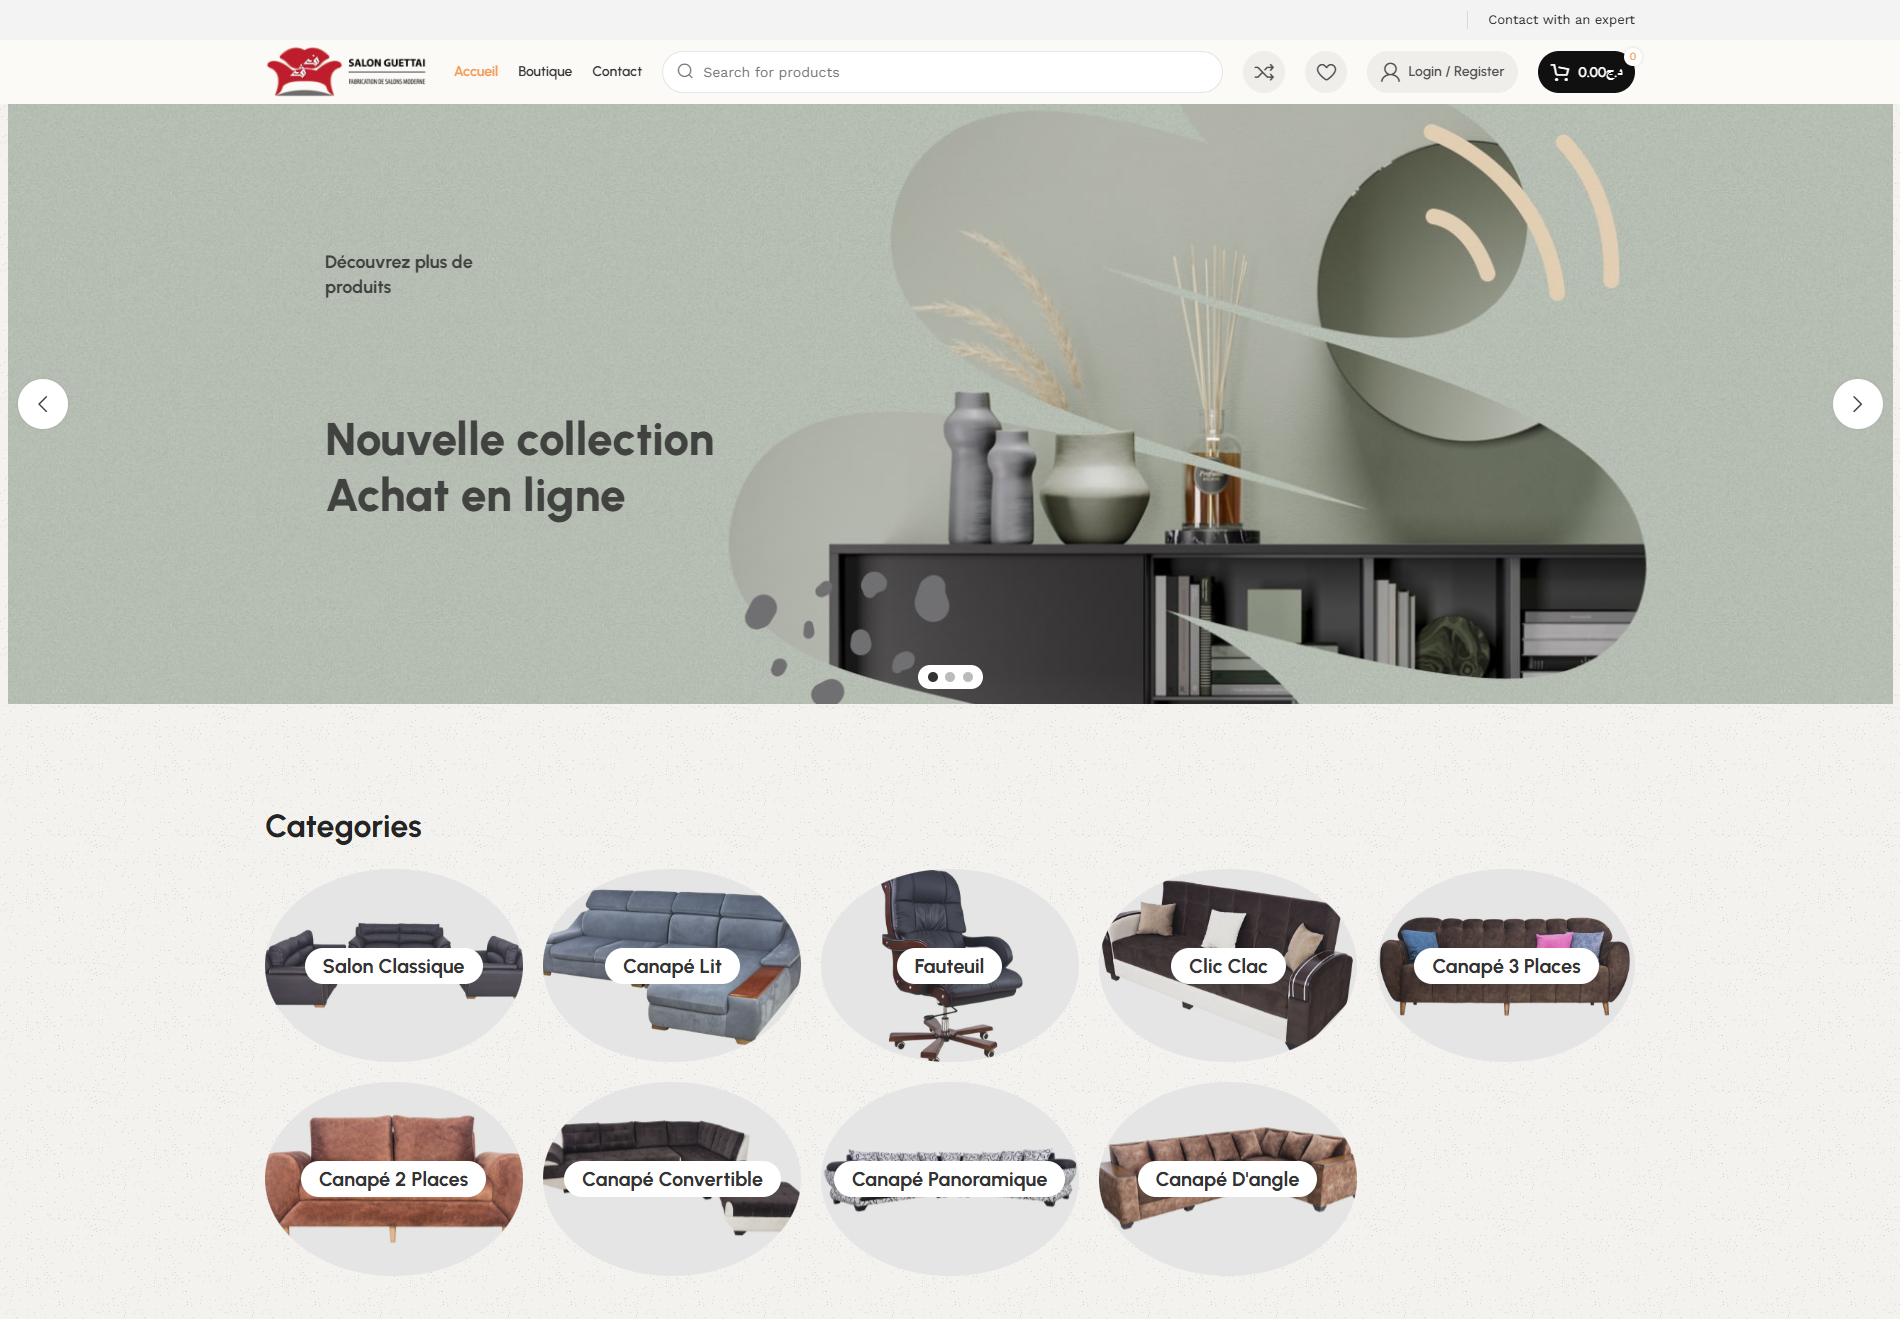 Contact with an expert
SALON GUETTAI
FABRICATION DE SALONS MODERNE
Accueil
Boutique
Contact
Search for products
Login / Register
0.00د.ج
0
Découvrez plus de
produits
Nouvelle collection
Achat en ligne
Categories
Salon Classique
Canapé Lit
Fauteuil
Clic Clac
Canapé 3 Places
Canapé 2 Places
Canapé Convertible
Canapé Panoramique
Canapé D'angle